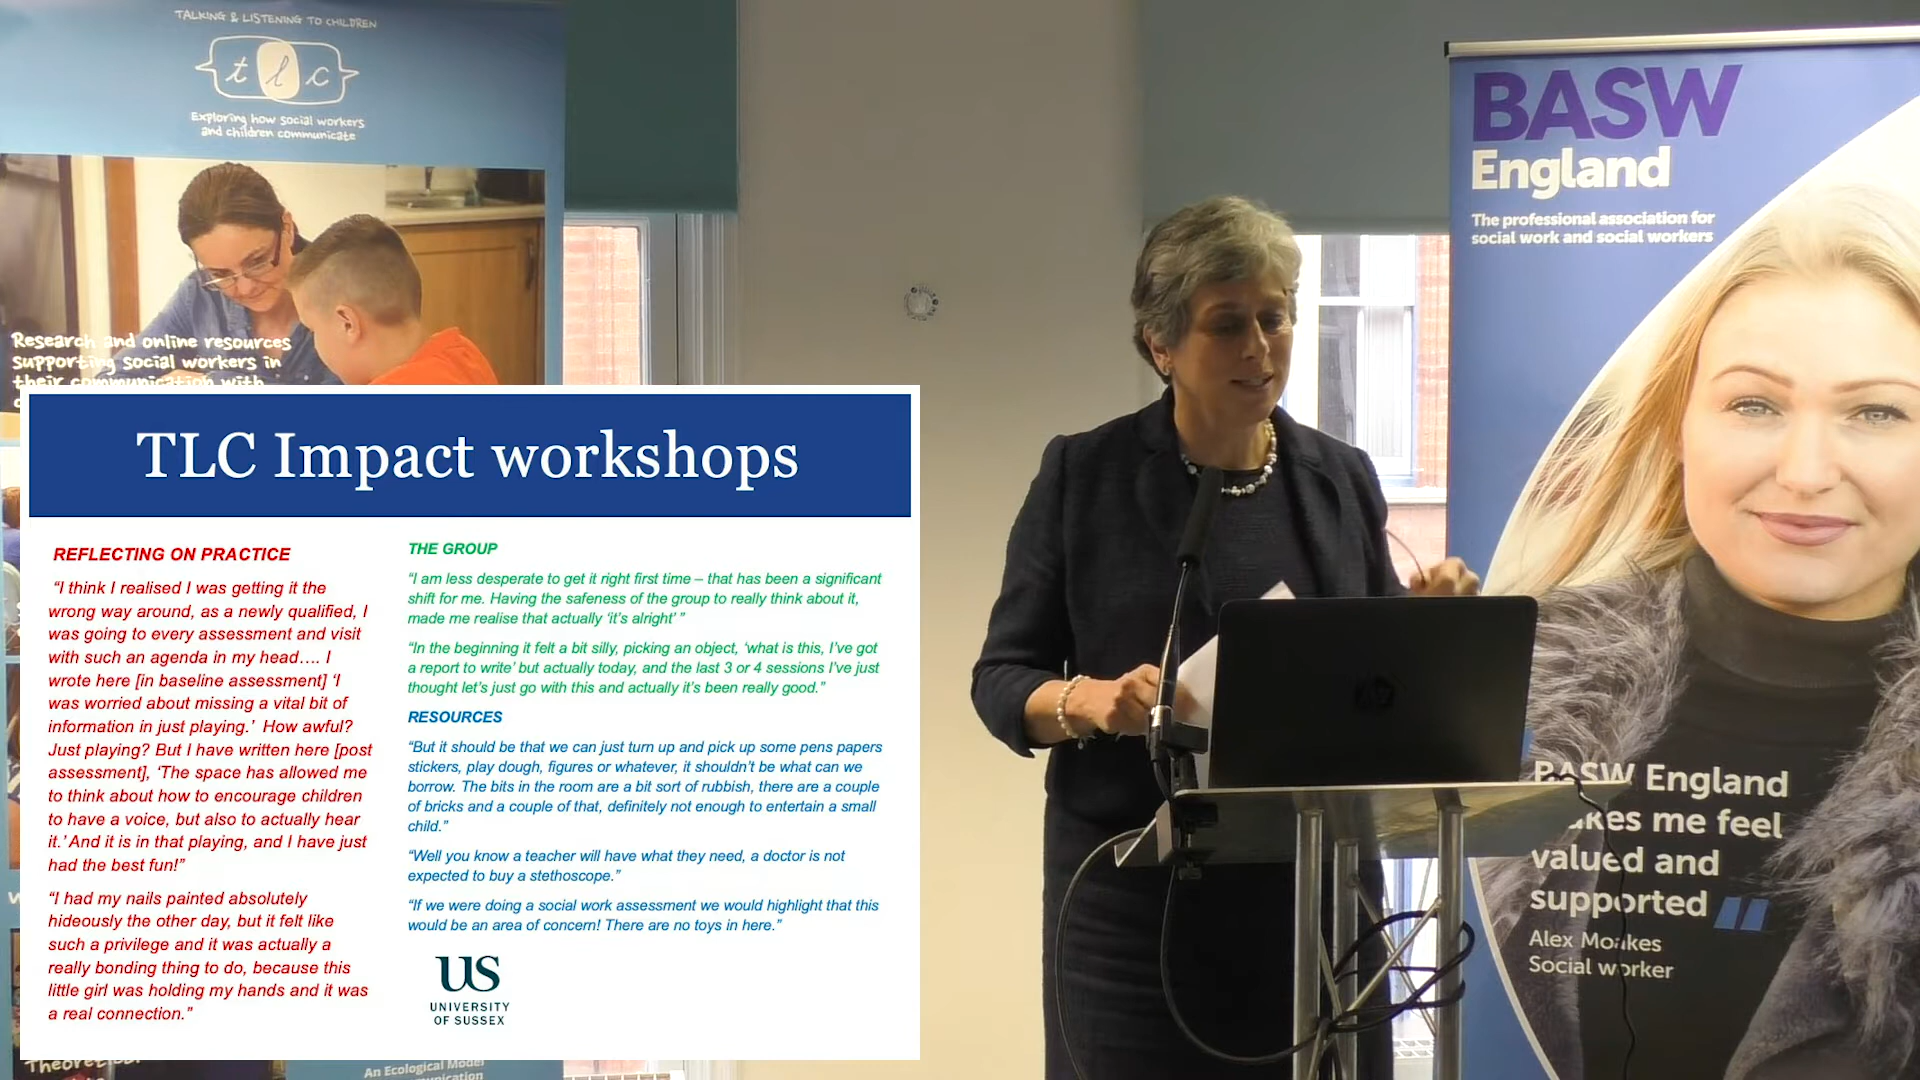 TALKING & LISTENING TO CHILDREN
t l c
Exploring how social workers
and children communicate
Research and online resources
supporting social workers in
their communication with
TLC Impact workshops
REFLECTING ON PRACTICE
“I think I realised I was getting it the
wrong way around, as a newly qualified, I
was going to every assessment and visit
with such an agenda in my head…. I
wrote here [in baseline assessment] ‘I
was worried about missing a vital bit of
information in just playing.’ How awful?
Just playing? But I have written here [post
assessment], ‘The space has allowed me
to think about how to encourage children
to have a voice, but also to actually hear
it.’ And it is in that playing, and I have just
had the best fun!”
“I had my nails painted absolutely
hideously the other day, but it felt like
such a privilege and it was actually a
really bonding thing to do, because this
little girl was holding my hands and it was
a real connection.”
THE GROUP
“I am less desperate to get it right first time – that has been a significant
shift for me. Having the safeness of the group to really think about it,
made me realise that actually ‘it’s alright’ ”
“In the beginning it felt a bit silly, picking an object, ‘what is this, I’ve got
a report to write’ but actually today, and the last 3 or 4 sessions I’ve just
thought let’s just go with this and actually it’s been really good.”
RESOURCES
“But it should be that we can just turn up and pick up some pens papers
stickers, play dough, figures or whatever, it shouldn’t be what can we
borrow. The bits in the room are a bit sort of rubbish, there are a couple
of bricks and a couple of that, definitely not enough to entertain a small
child.”
“Well you know a teacher will have what they need, a doctor is not
expected to buy a stethoscope.”
“If we were doing a social work assessment we would highlight that this
would be an area of concern! There are no toys in here.”
US
UNIVERSITY
OF SUSSEX
An Ecological Model
BASW
England
The professional association for
social work and social workers
BASW England
makes me feel
valued and
supported
Alex Moakes
Social worker